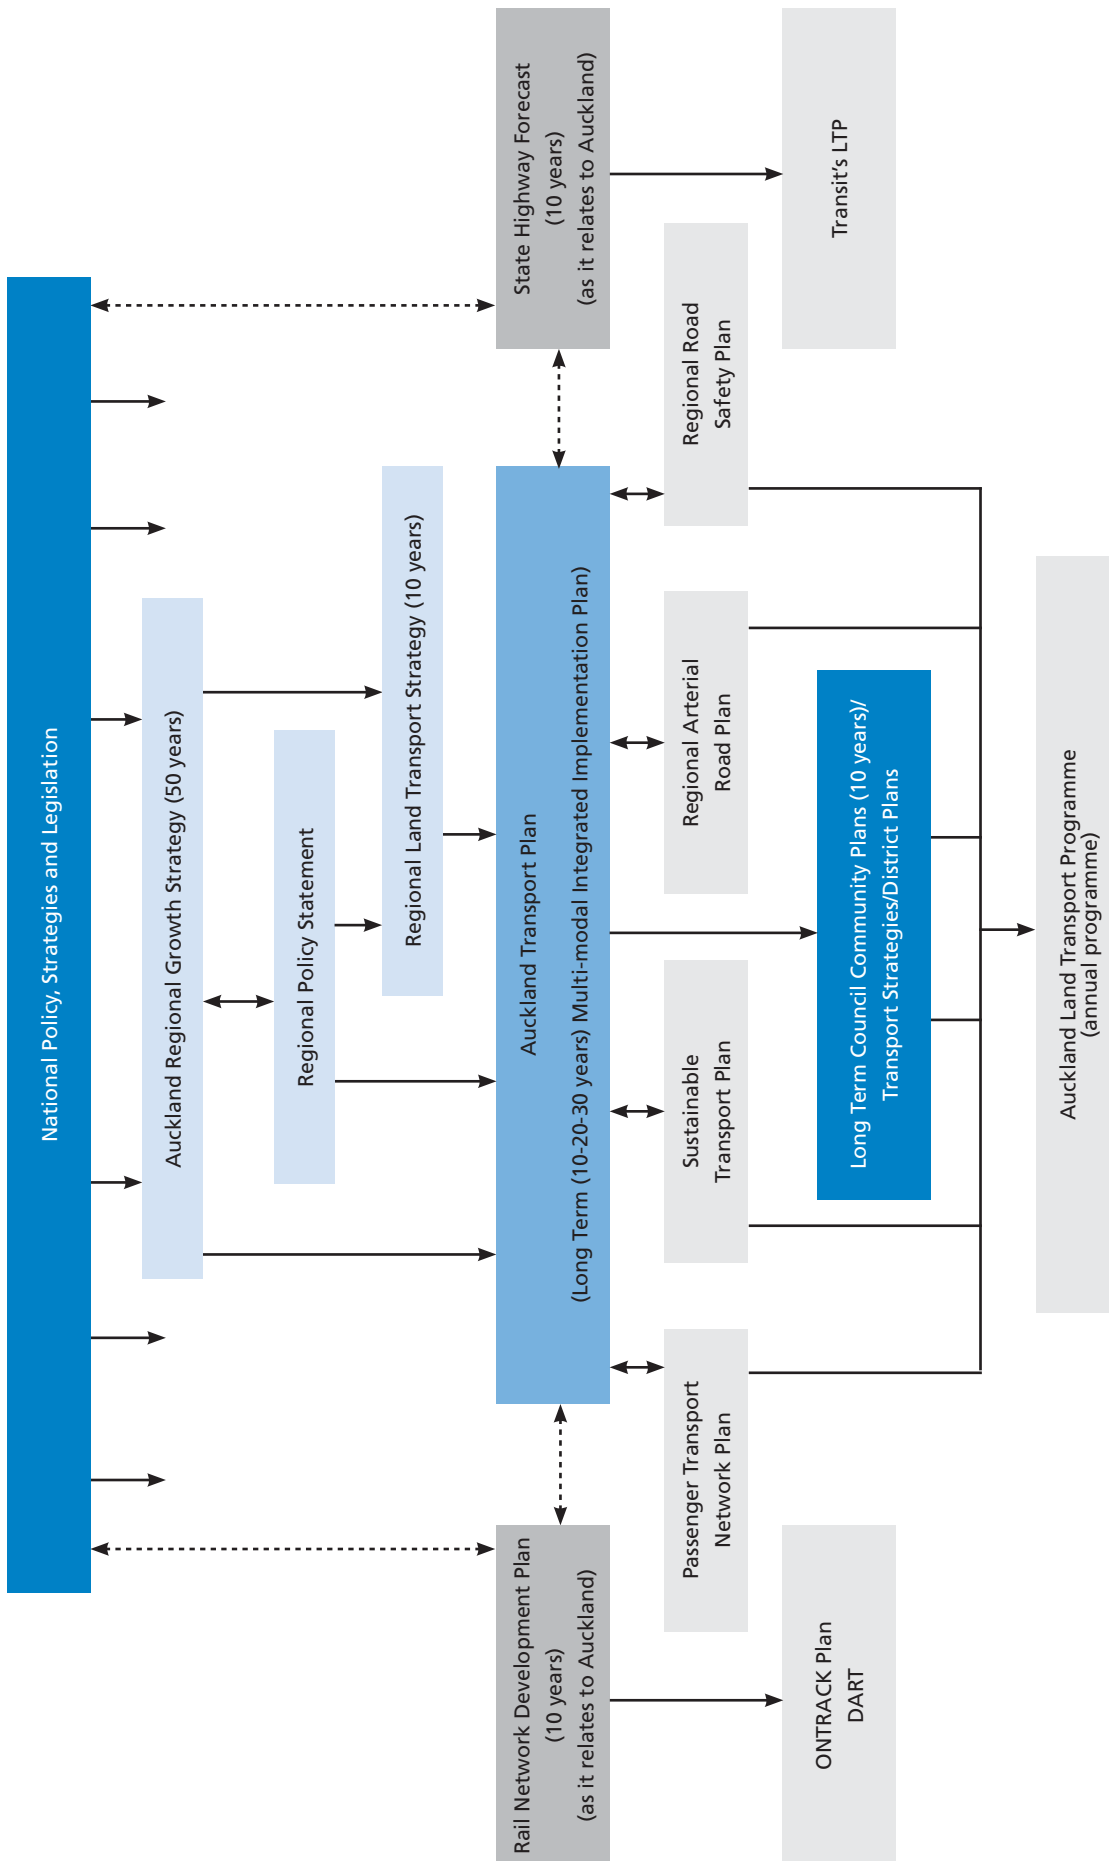 National Policy, Strategies and Legislation
Auckland Regional Growth Strategy (50 years)
Regional Policy Statement
Regional Land Transport Strategy (10 years)
Rail Network Development Plan
(10 years)
(as it relates to Auckland)
Auckland Transport Plan
(Long Term (10-20-30 years) Multi-modal Integrated Implementation Plan)
State Highway Forecast
(10 years)
(as it relates to Auckland)
Passenger Transport
Network Plan
Sustainable
Transport Plan
Regional Arterial
Road Plan
Regional Road
Safety Plan
ONTRACK Plan
DART
Long Term Council Community Plans (10 years)/
Transport Strategies/District Plans
Transit's LTP
Auckland Land Transport Programme
(annual programme)